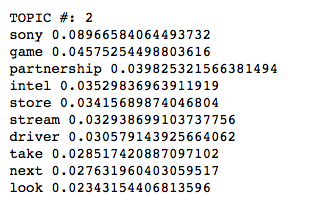 TOPIC #: 2
sony 0.08966584064493732
game 0.04575254498803616
partnership 0.039825321566381494
intel 0.03529836963911919
store 0.03415689874046804
stream 0.032938699103737756
driver 0.030579143925664062
take 0.028517420887097102
next 0.027631960403059517
look 0.02343154406813596